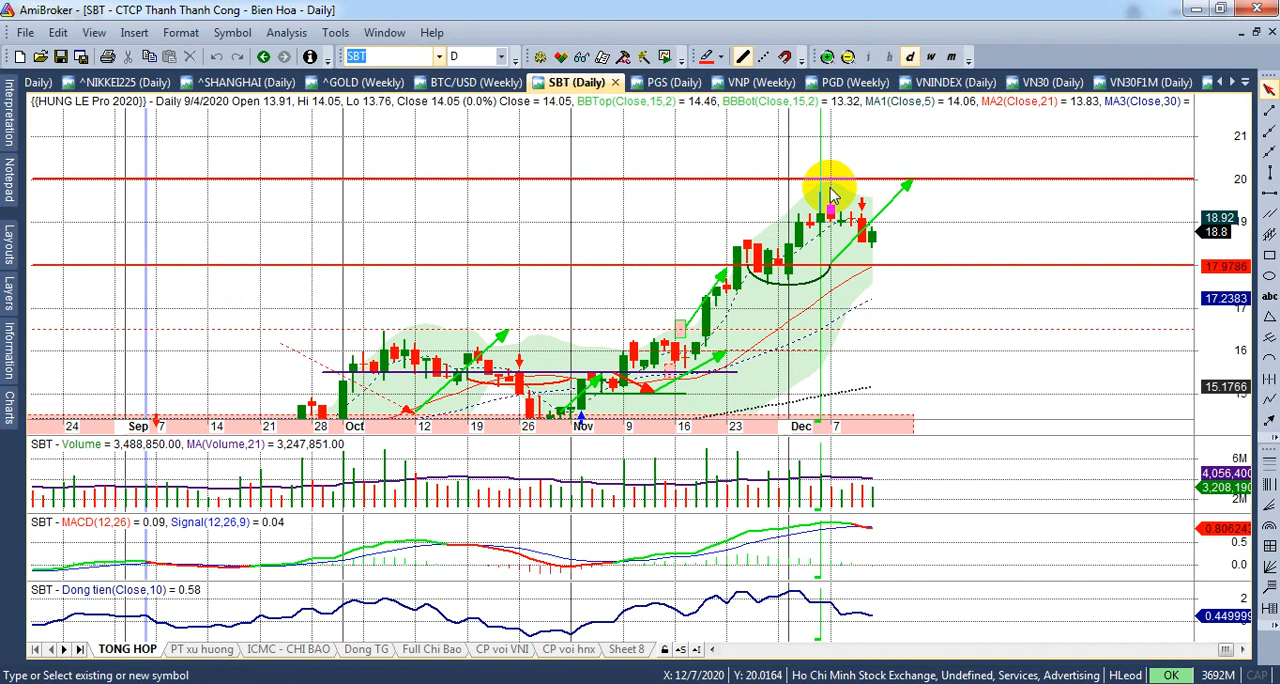 AmiBroker - [SBT - CTCP Thanh Thanh Cong - Bien Hoa - Daily]
File Edit View Insert Format Symbol Analysis Tools Window Help
SBT D i h d w m
Daily) ^NIKKEI225 (Daily) ^SHANGHAI (Daily) ^GOLD (Weekly) BTC/USD (Weekly) SBT (Daily) PGS (Daily) VNP (Weekly) PGD (Weekly) VNINDEX (Daily) VN30 (Daily) VN30F1M (Daily)
{{HUNG LE Pro 2020}} - Daily 9/4/2020 Open 13.91, Hi 14.05, Lo 13.76, Close 14.05 (0.0%) Close = 14.05, BBTop(Close,15,2) = 14.46, BBBot(Close,15,2) = 13.32, MA1(Close,5) = 14.06, MA2(Close,21) = 13.83, MA3(Close,30) =
Interpretation
Notepad
Layouts
Layers
Information
Charts
abc
21
20
18.92
18.8
17.9786
17.2383
17
16
15.1766
24 Sep 7 14 21 28 Oct 12 19 26 Nov 9 16 23 Dec 7
SBT - Volume = 3,488,850.00, MA(Volume,21) = 3,247,851.00
6M
4,056,400
3,208,190
2M
SBT - MACD(12,26) = 0.09, Signal(12,26,9) = 0.04
0.80624
0.5
0.0
SBT - Dong tien(Close,10) = 0.58
2
0.449999
TONG HOP PT xu huong ICMC - CHI BAO Dong TG Full Chi Bao CP voi VNI CP voi hnx Sheet 8
Type or Select existing or new symbol X: 12/7/2020 Y: 20.0164 Ho Chi Minh Stock Exchange, Undefined, Services, Advertising HLeod OK 3692M CAP